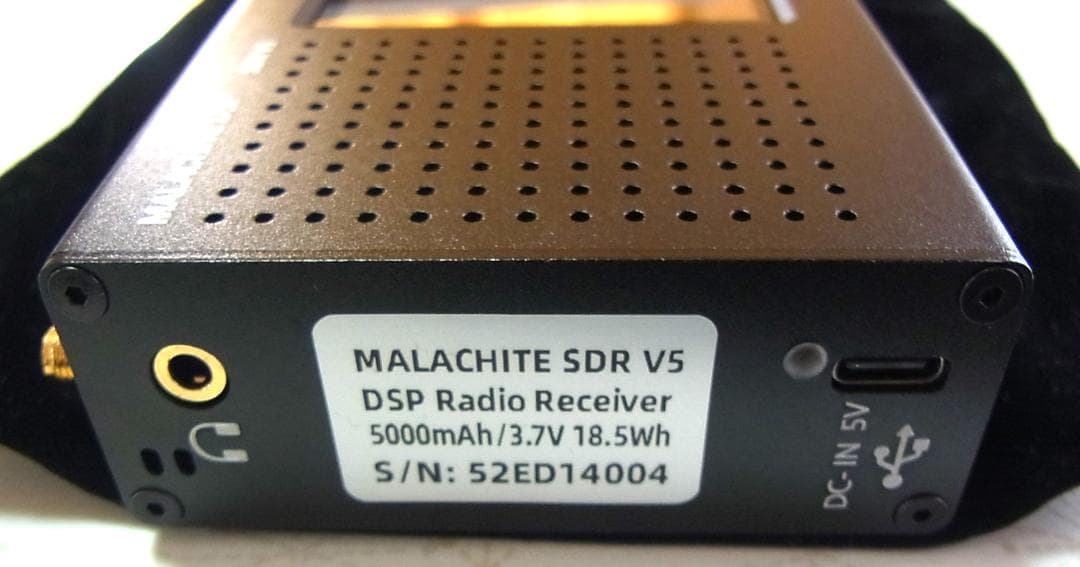 MALACHITE SDR V5
DSP Radio Receiver
5000mAh/3.7V 18.5Wh
S/N: 52ED14004
DC-IN 5V